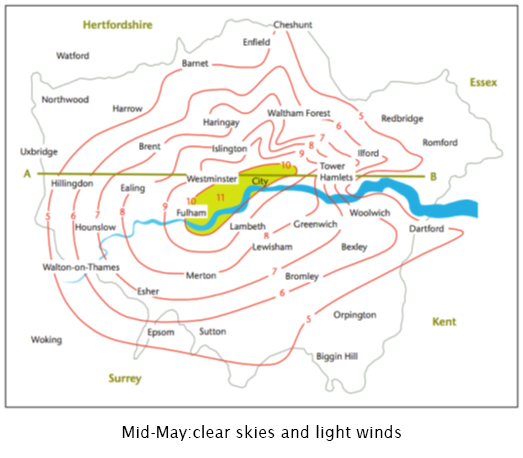 Hertfordshire
Cheshunt
Enfield
Watford
Barnet
Essex
Northwood
Harrow
Waltham Forest
5
Redbridge
Haringay
6
7
Romford
Brent
Islington
8
Uxbridge
9
Ilford
A
10
Tower
Hamlets
B
Hillingdon
Ealing
Westminster
City
5
6
7
8
9
10
11
Fulham
Woolwich
Hounslow
Lambeth
Greenwich
Dartford
8
Lewisham
Bexley
Walton-on-Thames
Merton
7
Bromley
Esher
6
Orpington
5
Kent
Woking
Epsom
Sutton
Biggin Hill
Surrey
Mid-May:clear skies and light winds